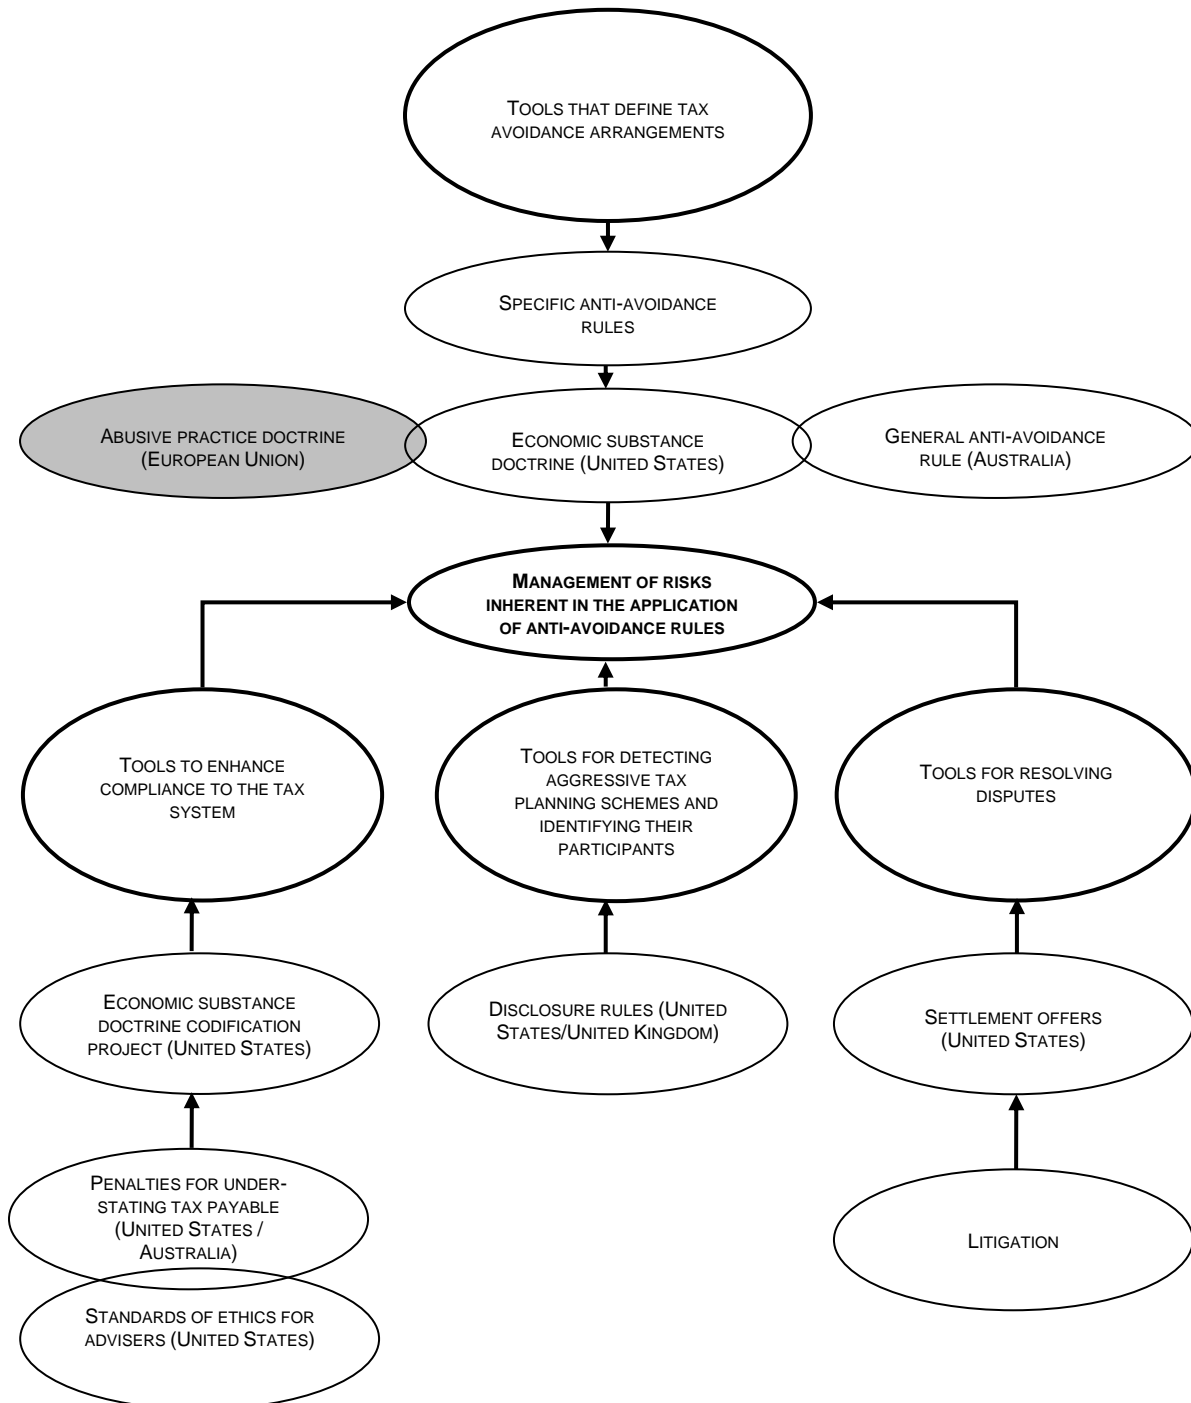 TOOLS THAT DEFINE TAX
AVOIDANCE ARRANGEMENTS
SPECIFIC ANTI-AVOIDANCE
RULES
ABUSIVE PRACTICE DOCTRINE
(EUROPEAN UNION)
ECONOMIC SUBSTANCE
DOCTRINE (UNITED STATES)
GENERAL ANTI-AVOIDANCE
RULE (AUSTRALIA)
MANAGEMENT OF RISKS
INHERENT IN THE APPLICATION
OF ANTI-AVOIDANCE RULES
TOOLS TO ENHANCE
COMPLIANCE TO THE TAX
SYSTEM
TOOLS FOR DETECTING
AGGRESSIVE TAX
PLANNING SCHEMES AND
IDENTIFYING THEIR
PARTICIPANTS
TOOLS FOR RESOLVING
DISPUTES
ECONOMIC SUBSTANCE
DOCTRINE CODIFICATION
PROJECT (UNITED STATES)
DISCLOSURE RULES (UNITED
STATES/UNITED KINGDOM)
SETTLEMENT OFFERS
(UNITED STATES)
PENALTIES FOR UNDER-
STATING TAX PAYABLE
(UNITED STATES /
AUSTRALIA)
LITIGATION
STANDARDS OF ETHICS FOR
ADVISERS (UNITED STATES)